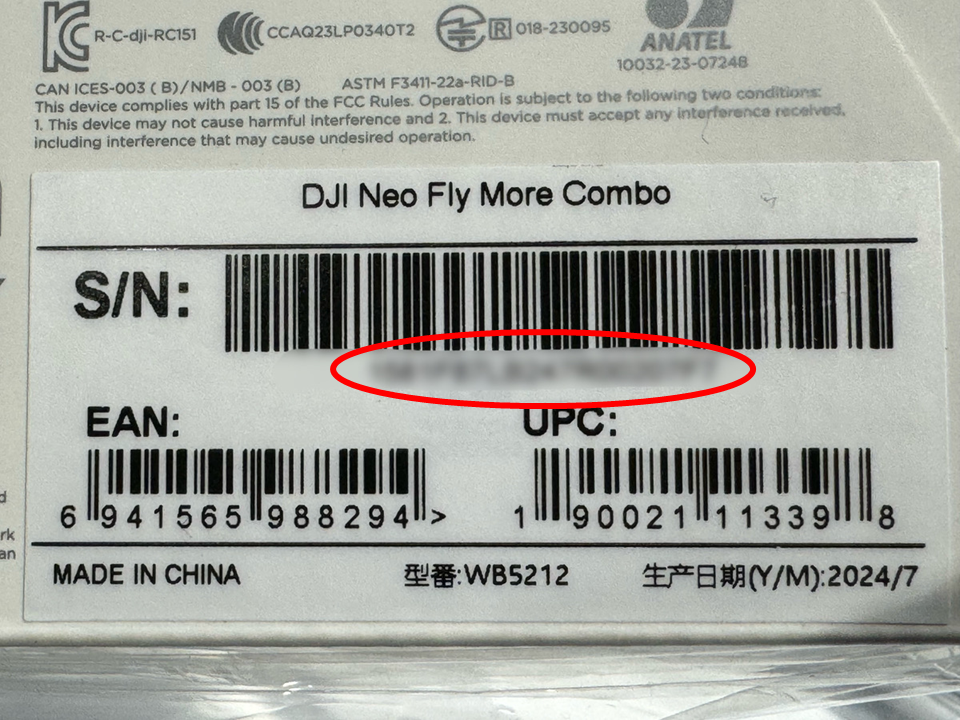 R-C-dji-RC151
CCAQ23LP0340T2
R 018-230095
ANATEL
10032-23-07248
CAN ICES-003 ( B)/NMB - 003 (B) ASTM F3411-22a-RID-B
This device complies with part 15 of the FCC Rules. Operation is subject to the following two conditions:
1. This device may not cause harmful interference and 2. This device must accept any interference received,
including interference that may cause undesired operation.
DJI Neo Fly More Combo
S/N:
EAN: UPC:
6 941565 988294 > 1 90021 11339 8
MADE IN CHINA 型番:WB5212 生产日期(Y/M):2024/7